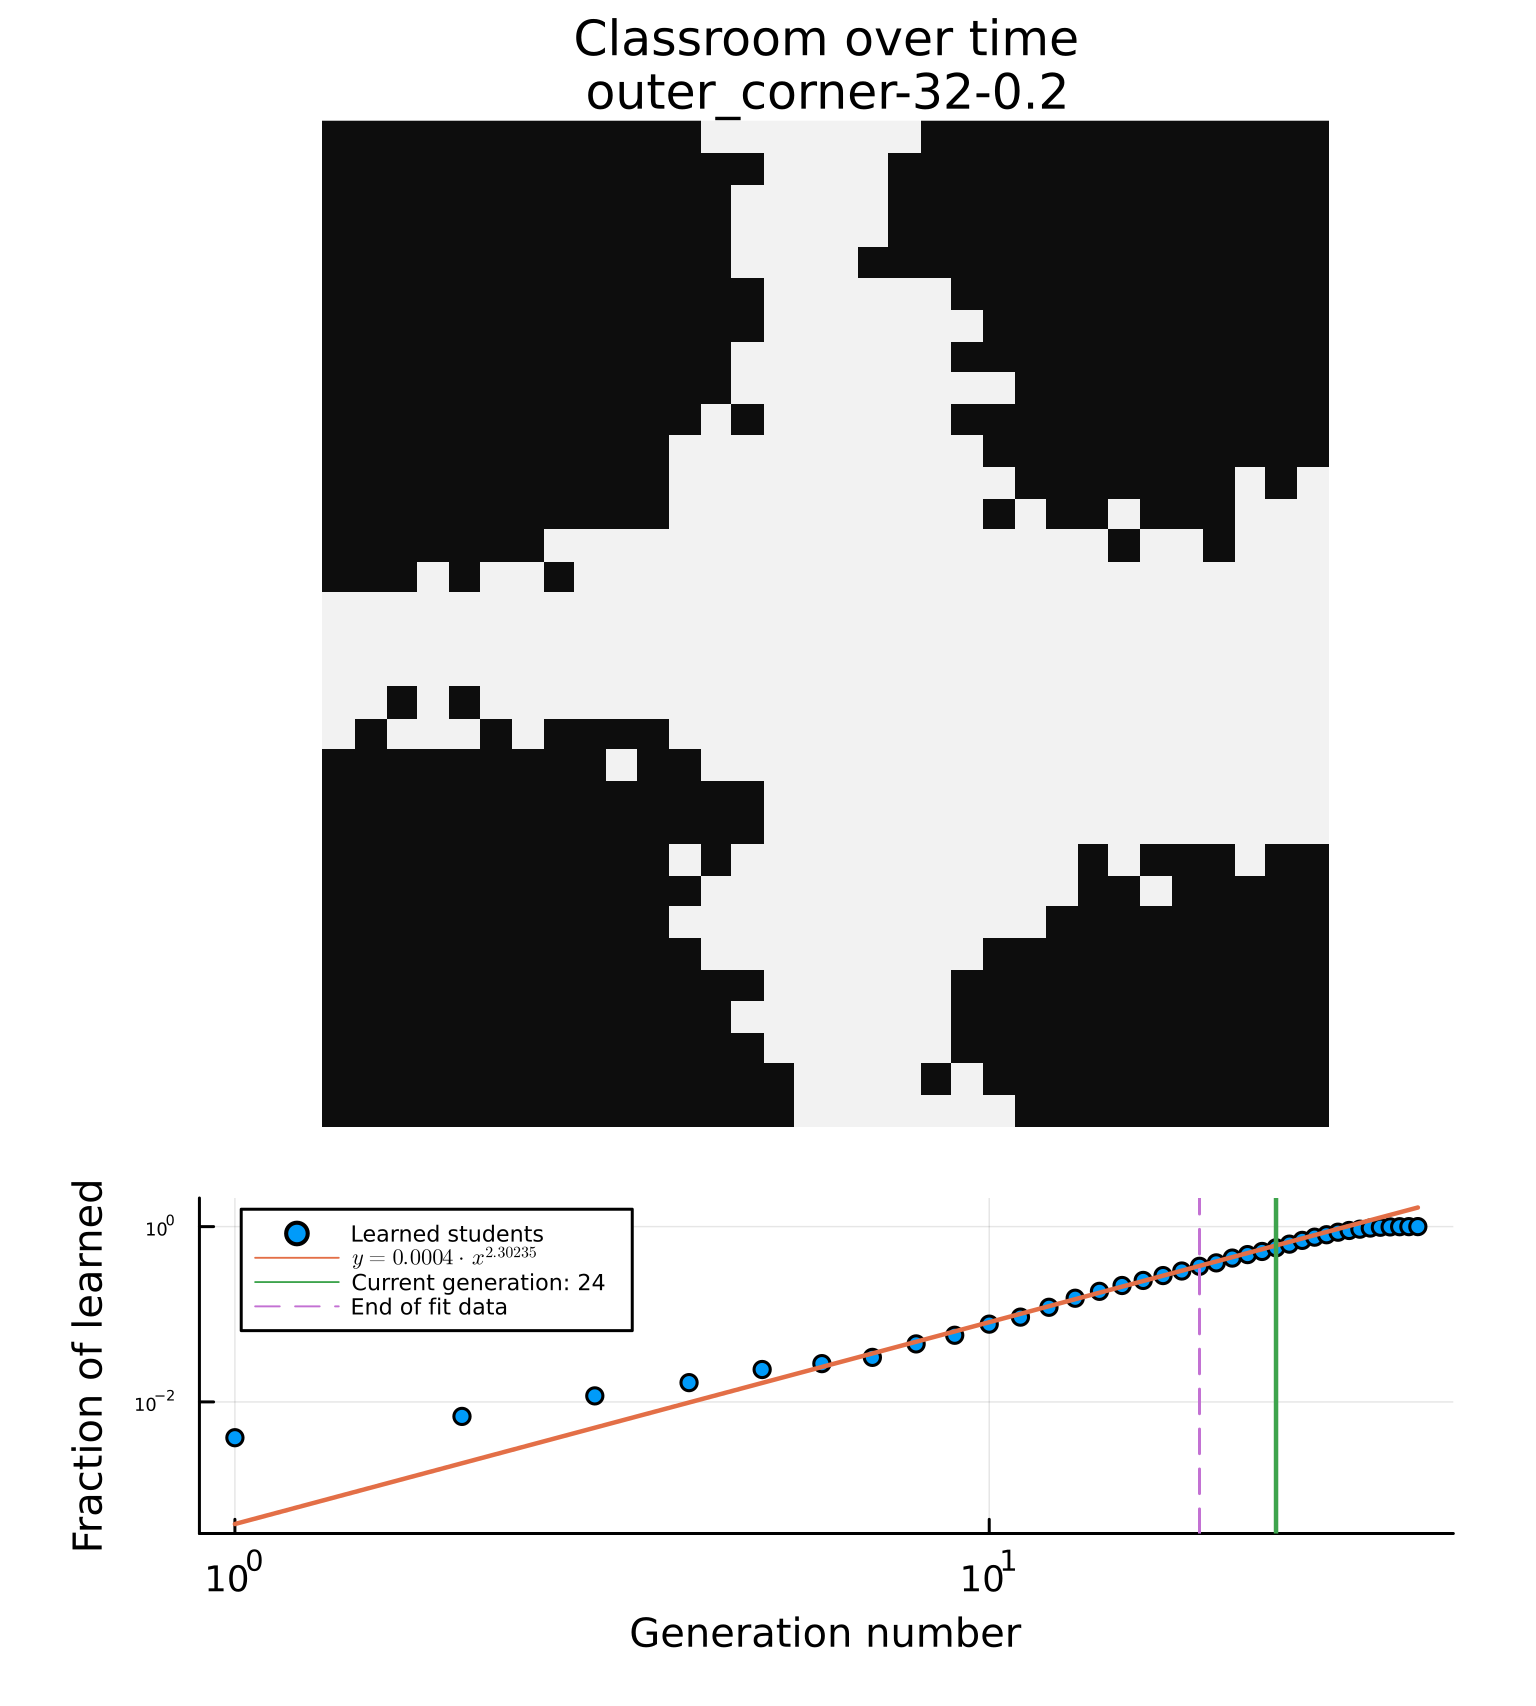 Classroom over time
outer_corner-32-0.2
Fraction of learned
10^0
10^−2
Learned students
y = 0.0004 · x^2.30235
Current generation: 24
End of fit data
10^0
10^1
Generation number